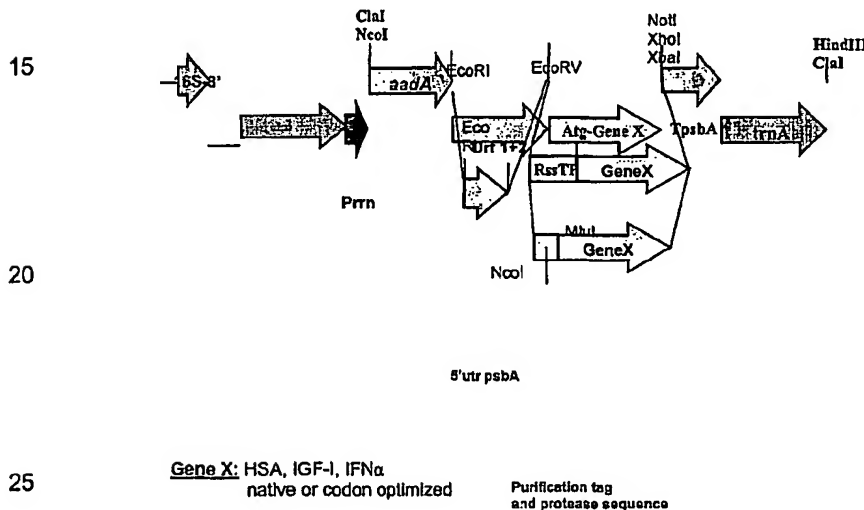 ClaI
NcoI
NotI
XhoI
XbaI
HindIII
ClaI
15
aadA
EcoRI
EcoRV
Atg-Gene X
TpsbA
trnA
RssTP
GeneX
Prrn
GeneX
20
NcoI
5'utr psbA
25
Gene X: HSA, IGF-I, IFNα
native or codon optimized
Purification tag
and protease sequence